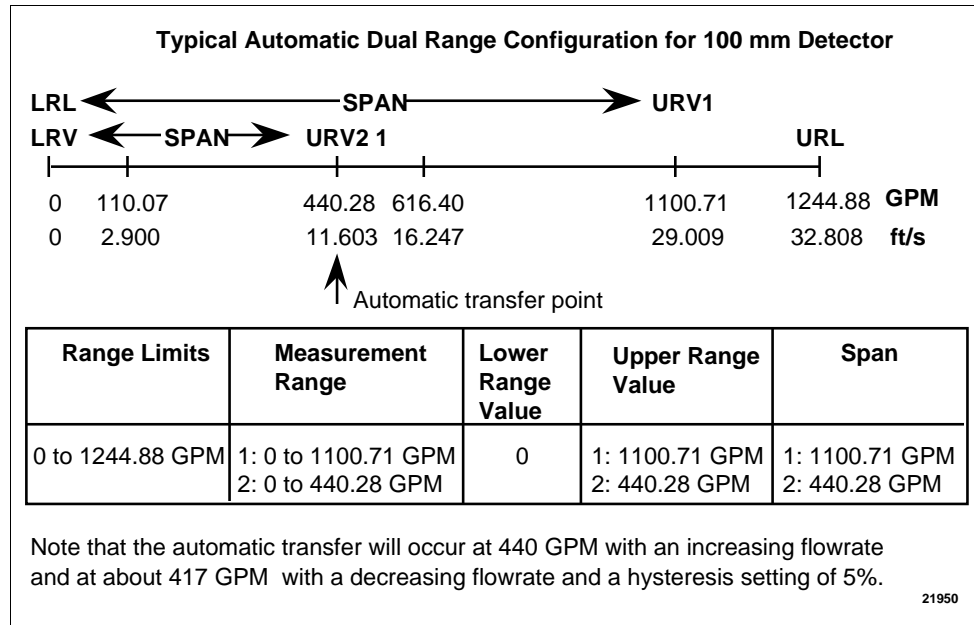 Typical Automatic Dual Range Configuration for 100 mm Detector
LRL SPAN URV1
LRV SPAN URV2 1 URL
0 110.07 440.28 616.40 1100.71 1244.88 GPM
0 2.900 11.603 16.247 29.009 32.808 ft/s
Automatic transfer point
Range Limits Measurement Range Lower Range Value Upper Range Value Span
0 to 1244.88 GPM 1: 0 to 1100.71 GPM 0 1: 1100.71 GPM 1: 1100.71 GPM
2: 0 to 440.28 GPM 2: 440.28 GPM 2: 440.28 GPM
Note that the automatic transfer will occur at 440 GPM with an increasing flowrate
and at about 417 GPM with a decreasing flowrate and a hysteresis setting of 5%.
21950